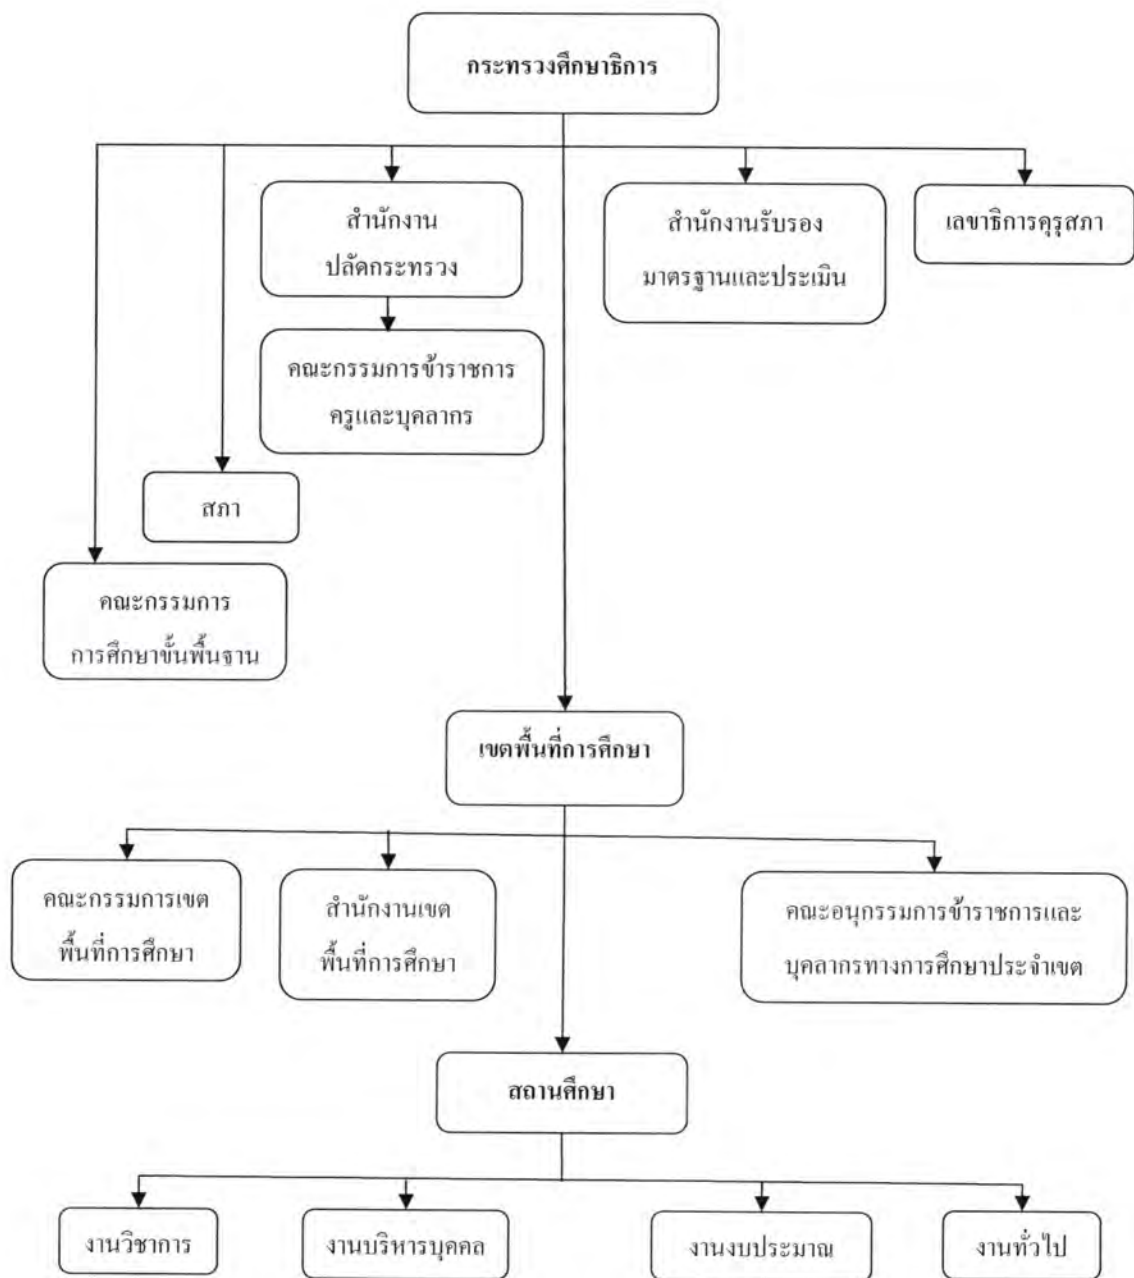 กระทรวงศึกษาธิการ
สำนักงาน
ปลัดกระทรวง
สำนักงานรับรอง
มาตรฐานและประเมิน
เลขาธิการคุรุสภา
คณะกรรมการข้าราชการ
ครูและบุคลากร
สภา
คณะกรรมการ
การศึกษาขั้นพื้นฐาน
เขตพื้นที่การศึกษา
คณะกรรมการเขต
พื้นที่การศึกษา
สำนักงานเขต
พื้นที่การศึกษา
คณะอนุกรรมการข้าราชการและ
บุคลากรทางการศึกษาประจำเขต
สถานศึกษา
งานวิชาการ
งานบริหารบุคคล
งานงบประมาณ
งานทั่วไป